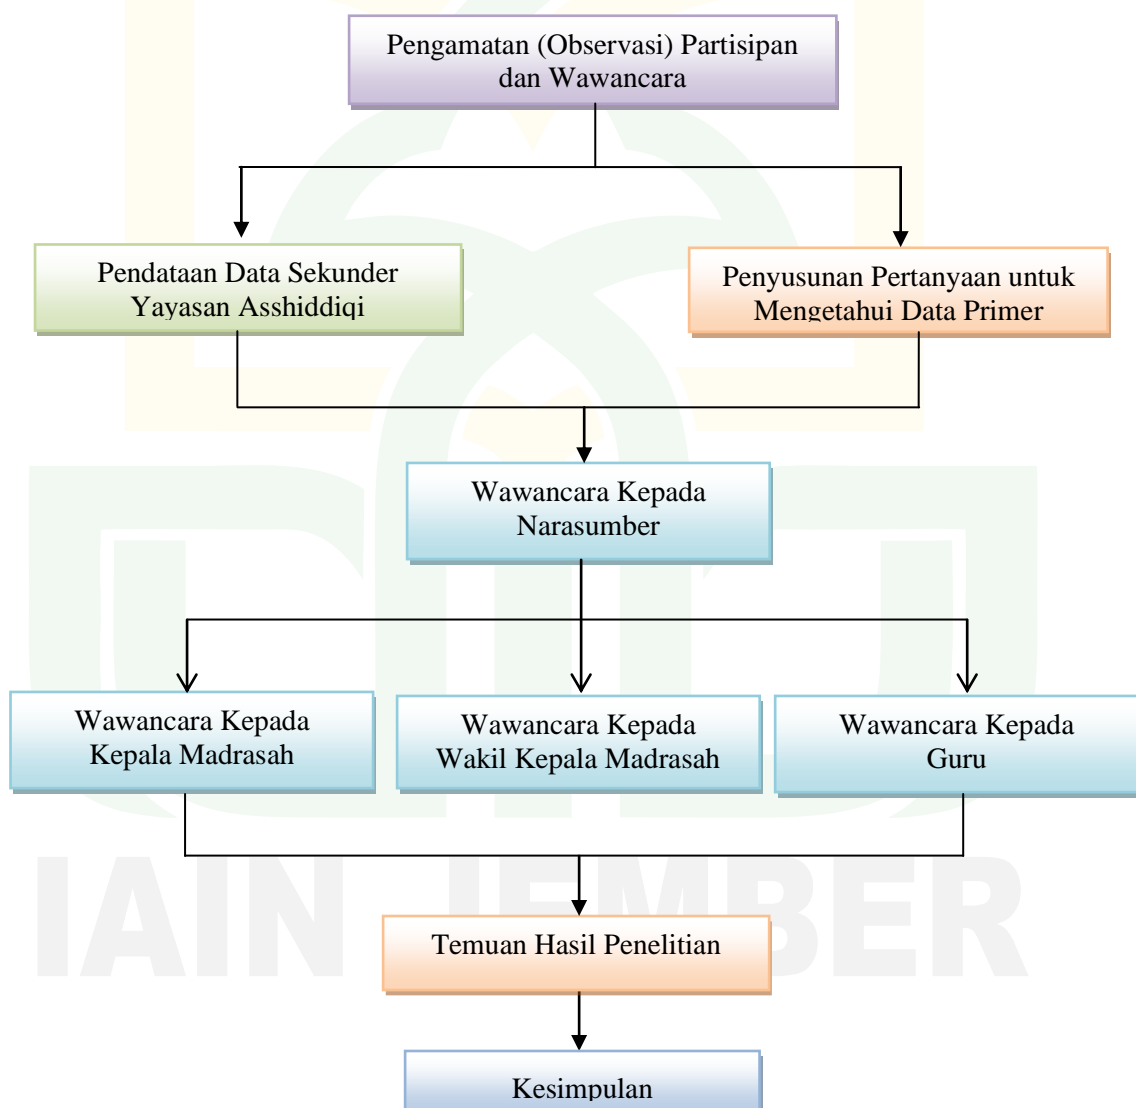 Pengamatan (Observasi) Partisipan
dan Wawancara
Pendataan Data Sekunder
Yayasan Asshiddiqi
Penyusunan Pertanyaan untuk
Mengetahui Data Primer
Wawancara Kepada
Narasumber
Wawancara Kepada
Kepala Madrasah
Wawancara Kepada
Wakil Kepala Madrasah
Wawancara Kepada
Guru
IAIN JEMBER
Temuan Hasil Penelitian
Kesimpulan